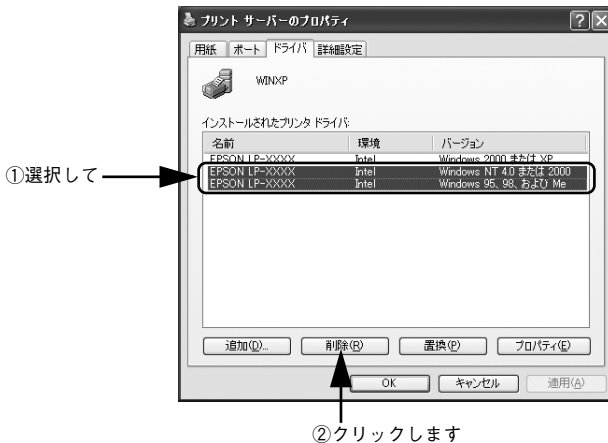 プリント サーバーのプロパティ
用紙 ポート ドライバ 詳細設定
WINXP
インストールされたプリンタ ドライバ:
名前 環境 バージョン
EPSON LP-XXXX Intel Windows 2000 または XP
EPSON LP-XXXX Intel Windows NT 4.0 または 2000
EPSON LP-XXXX Intel Windows 95、98、および Me
①選択して
追加(D)... 削除(R) 置換(P) プロパティ(E)
OK キャンセル 適用(A)
②クリックします